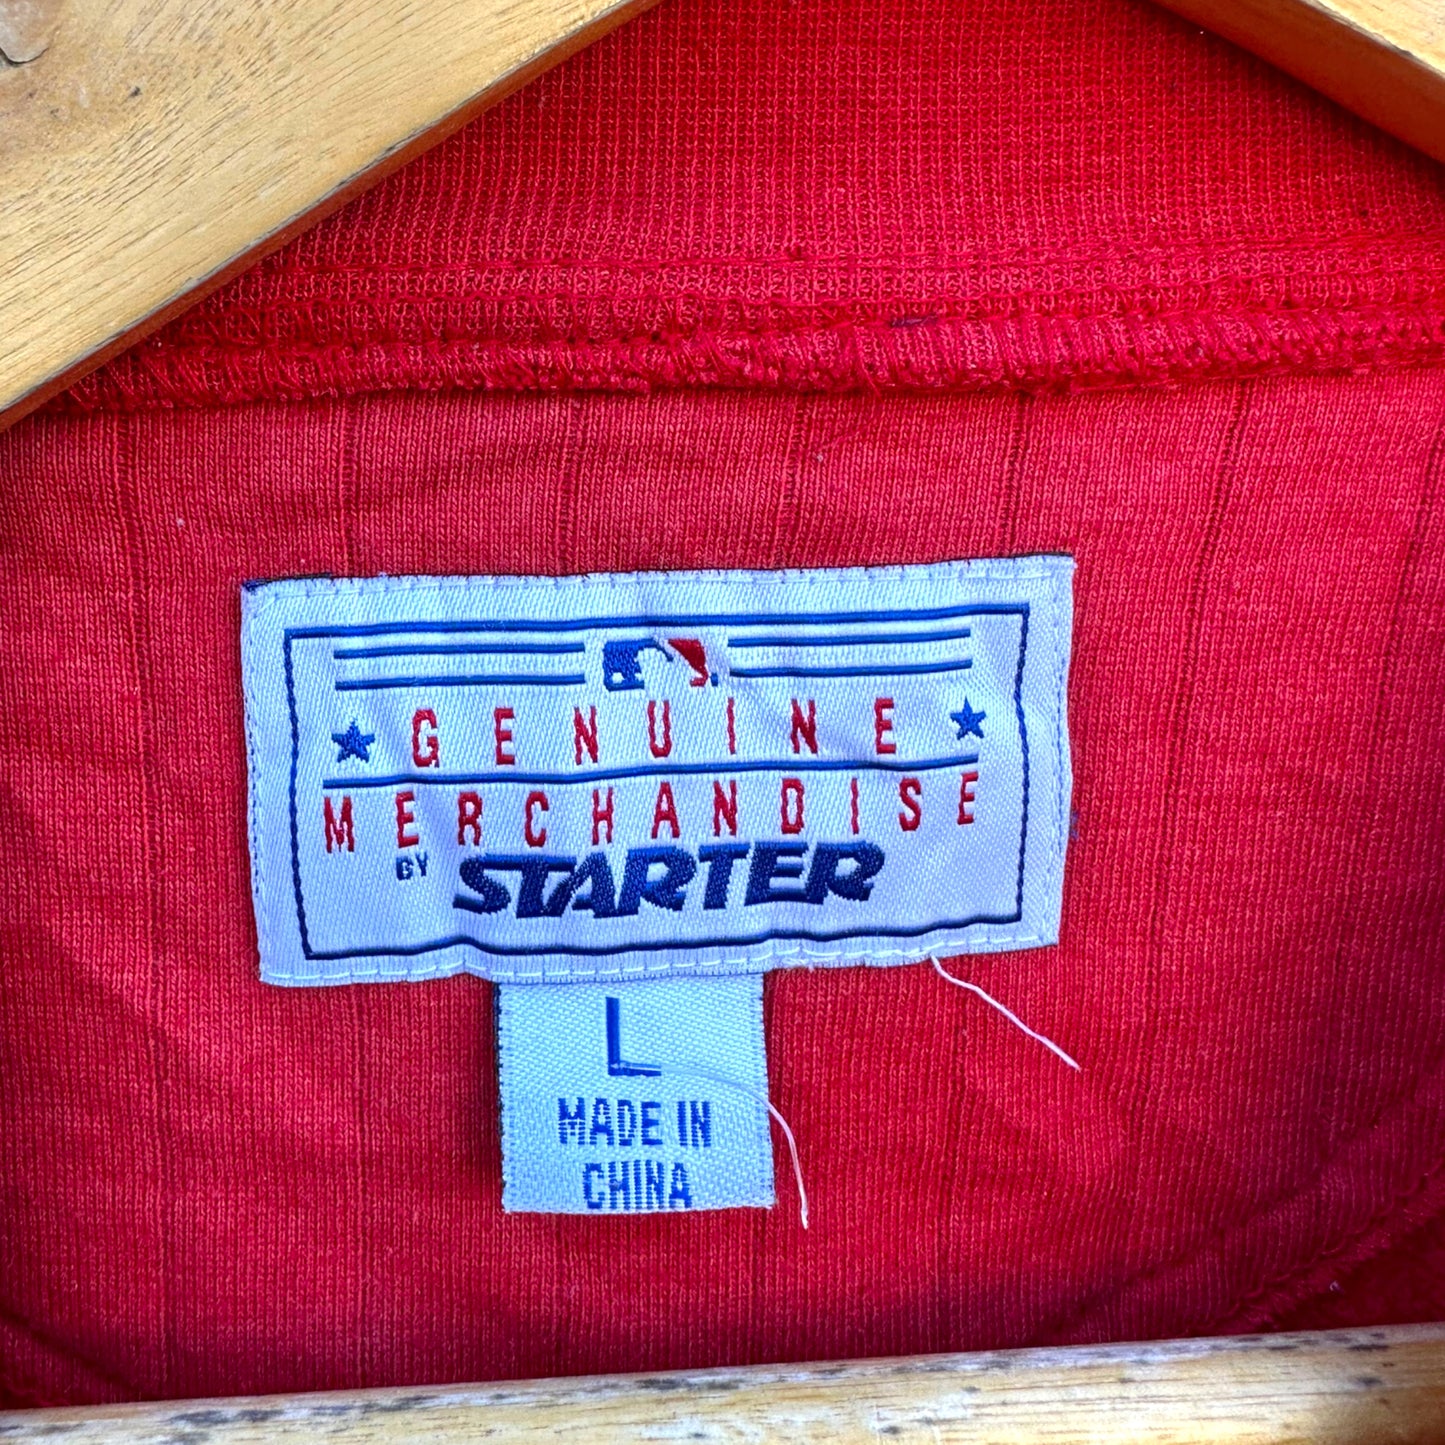 GENUINE
MERCHANDISE
BY STARTER
L
MADE IN
CHINA